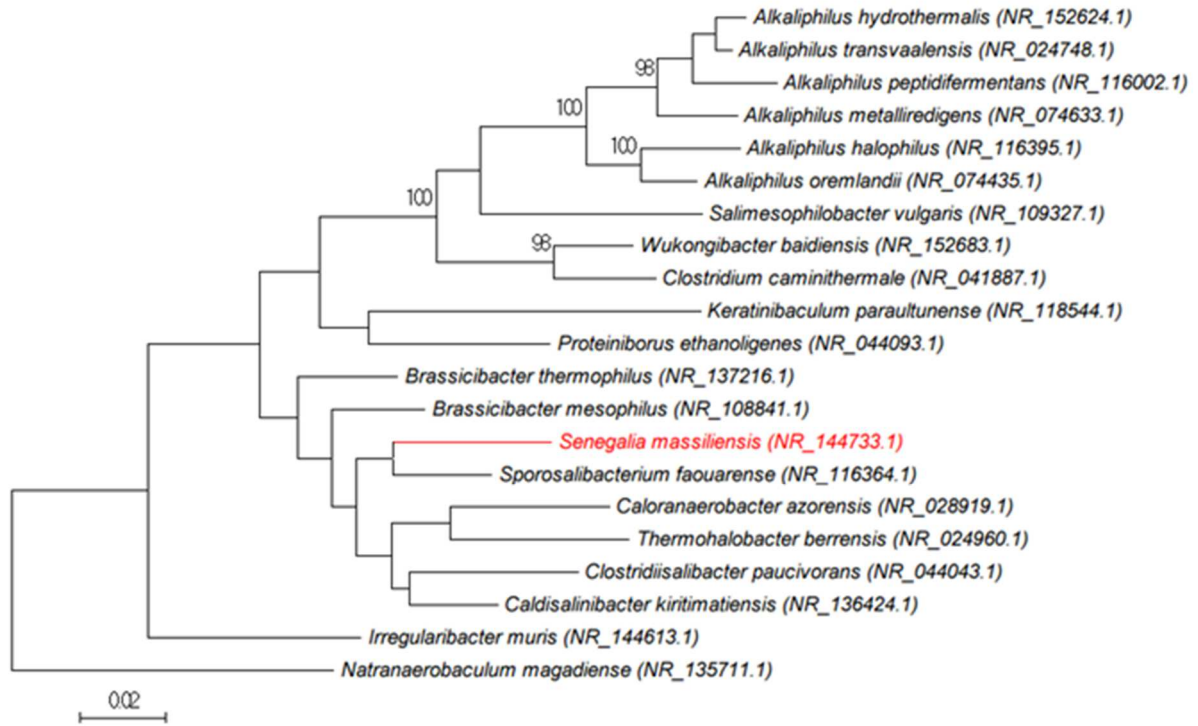 Alkaliphilus hydrothermalis (NR_152624.1)
Alkaliphilus transvaalensis (NR_024748.1)
98
Alkaliphilus peptidifermentans (NR_116002.1)
100
Alkaliphilus metalliredigens (NR_074633.1)
100
Alkaliphilus halophilus (NR_116395.1)
Alkaliphilus oremlandii (NR_074435.1)
100
Salimesophilobacter vulgaris (NR_109327.1)
98
Wukongibacter baidiensis (NR_152683.1)
Clostridium caminithermale (NR_041887.1)
Keratinibaculum paraultunense (NR_118544.1)
Proteiniborus ethanoligenes (NR_044093.1)
Brassicibacter thermophilus (NR_137216.1)
Brassicibacter mesophilus (NR_108841.1)
Senegalia massiliensis (NR_144733.1)
Sporosalibacterium faouarense (NR_116364.1)
Caloranaerobacter azorensis (NR_028919.1)
Thermohalobacter berrensis (NR_024960.1)
Clostridiisalibacter paucivorans (NR_044043.1)
Caldisalinibacter kiritimatiensis (NR_136424.1)
Irregularibacter muris (NR_144613.1)
Natranaerobaculum magadiense (NR_135711.1)
0.02